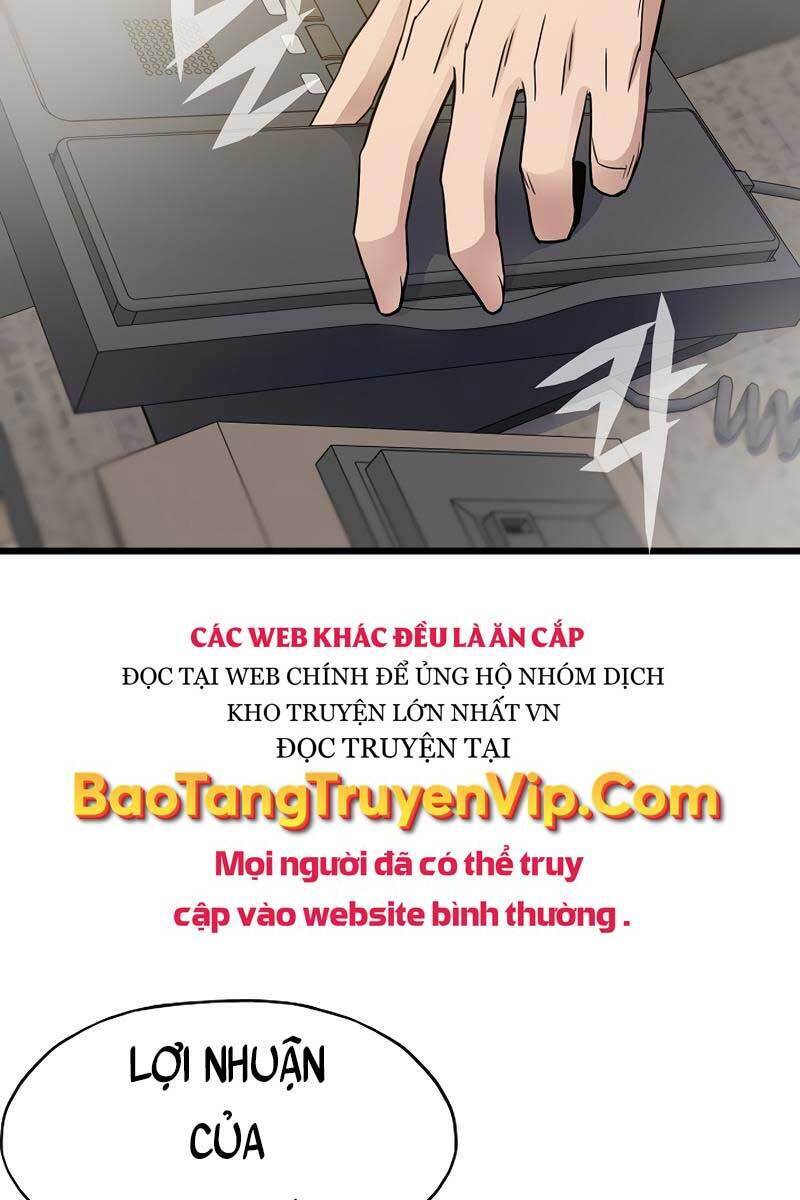 CÁC WEB KHÁC ĐỀU LÀ ĂN CẮP
ĐỌC TẠI WEB CHÍNH ĐỂ ỦNG HỘ NHÓM DỊCH
KHO TRUYỆN LỚN NHẤT VN
ĐỌC TRUYỆN TẠI
BaoTangTruyenVip.Com
Mọi người đã có thể truy
cập vào website bình thường .
LỢI NHUẬN
CỦA